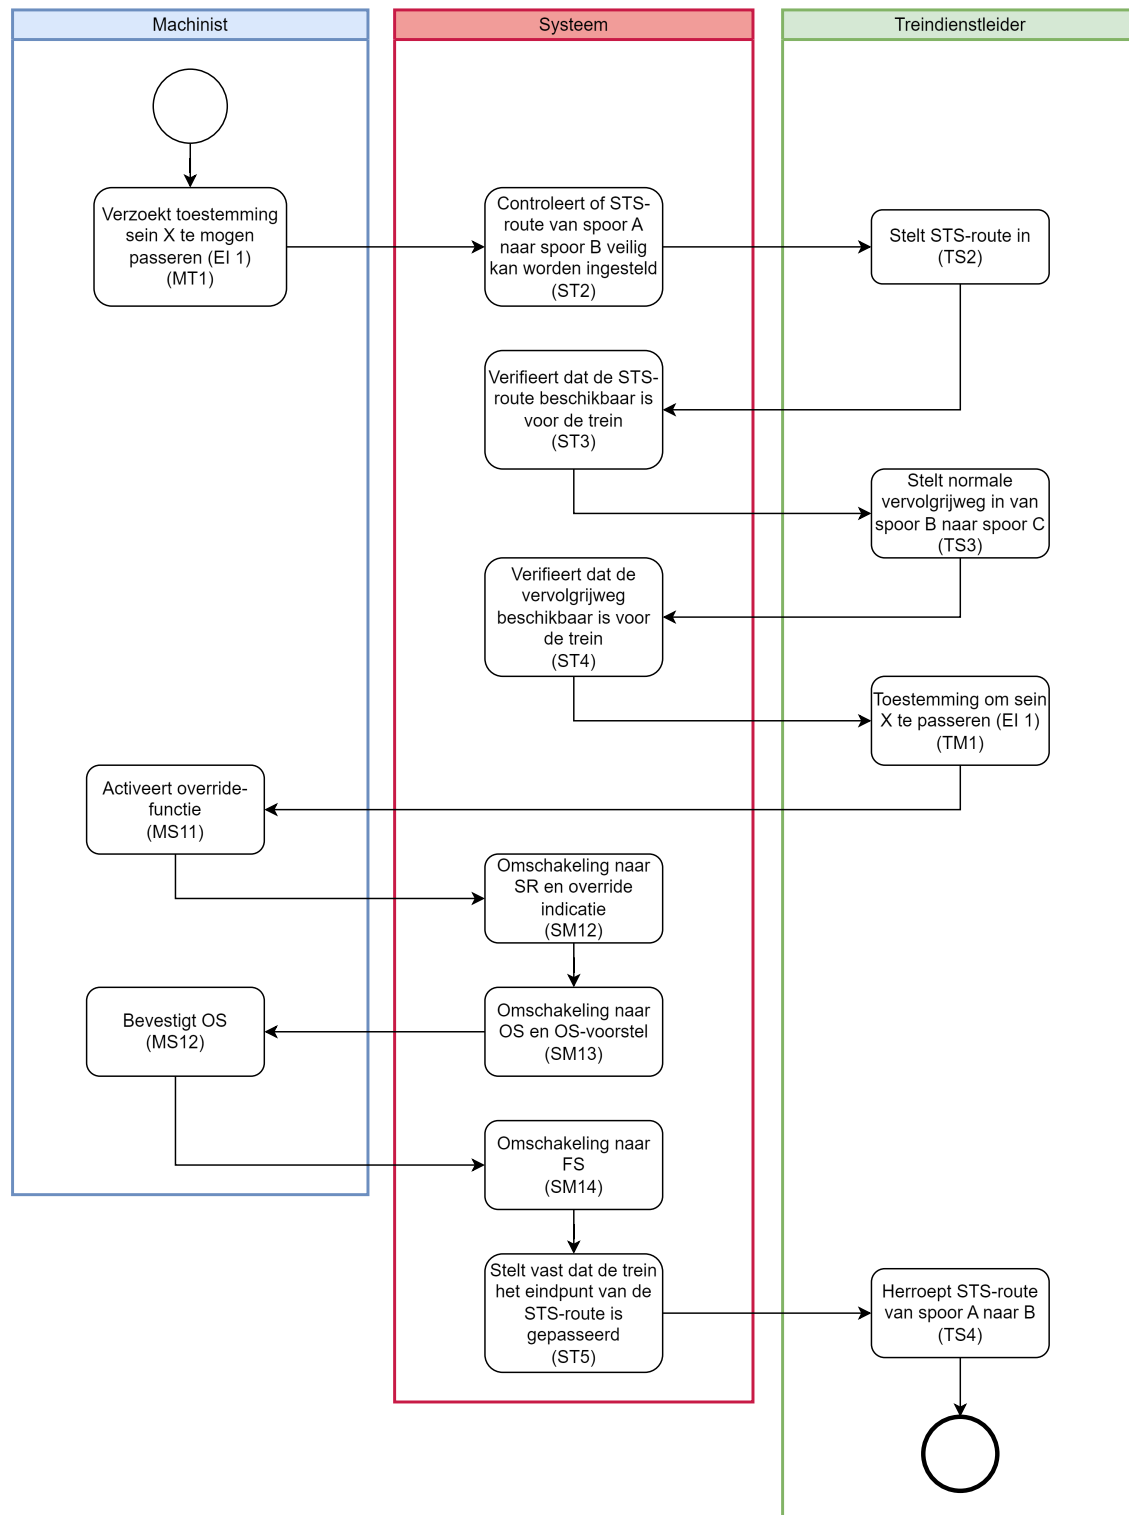 Machinist
Systeem
Treindienstleider
Verzoekt toestemming
sein X te mogen
passeren (EI 1)
(MT1)
Controleert of STS-
route van spoor A
naar spoor B veilig
kan worden ingesteld
(ST2)
Stelt STS-route in
(TS2)
Verifieert dat de STS-
route beschikbaar is
voor de trein
(ST3)
Stelt normale
vervolgrijweg in van
spoor B naar spoor C
(TS3)
Verifieert dat de
vervolgrijweg
beschikbaar is voor
de trein
(ST4)
Toestemming om sein
X te passeren (EI 1)
(TM1)
Activeert override-
functie
(MS11)
Omschakeling naar
SR en override
indicatie
(SM12)
Omschakeling naar
OS en OS-voorstel
(SM13)
Bevestigt OS
(MS12)
Omschakeling naar
FS
(SM14)
Stelt vast dat de trein
het eindpunt van de
STS-route is
gepasseerd
(ST5)
Herroept STS-route
van spoor A naar B
(TS4)